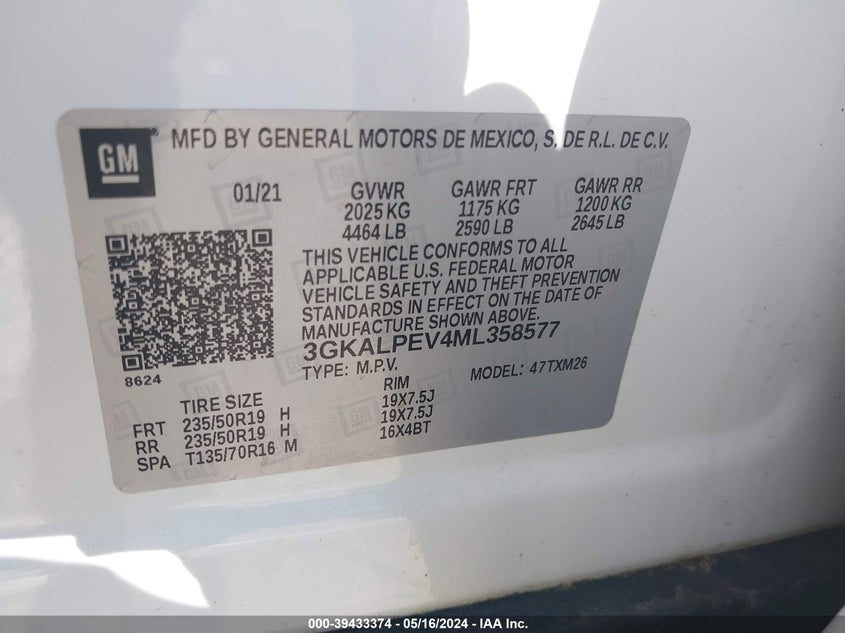 GM
MFD BY GENERAL MOTORS DE MEXICO, S. DE R.L. DE C.V.
01/21 GVWR GAWR FRT GAWR RR
2025 KG 1175 KG 1200 KG
4464 LB 2590 LB 2645 LB
THIS VEHICLE CONFORMS TO ALL
APPLICABLE U.S. FEDERAL MOTOR
VEHICLE SAFETY AND THEFT PREVENTION
STANDARDS IN EFFECT ON THE DATE OF
MANUFACTURE SHOWN ABOVE.
3GKALPEV4ML358577
8624
TYPE: M.P.V. MODEL: 47TXM26
TIRE SIZE RIM
FRT 235/50R19 H 19X7.5J
RR 235/50R19 H 19X7.5J
SPA T135/70R16 M 16X4BT
000-39433374 - 05/16/2024 - IAA Inc.